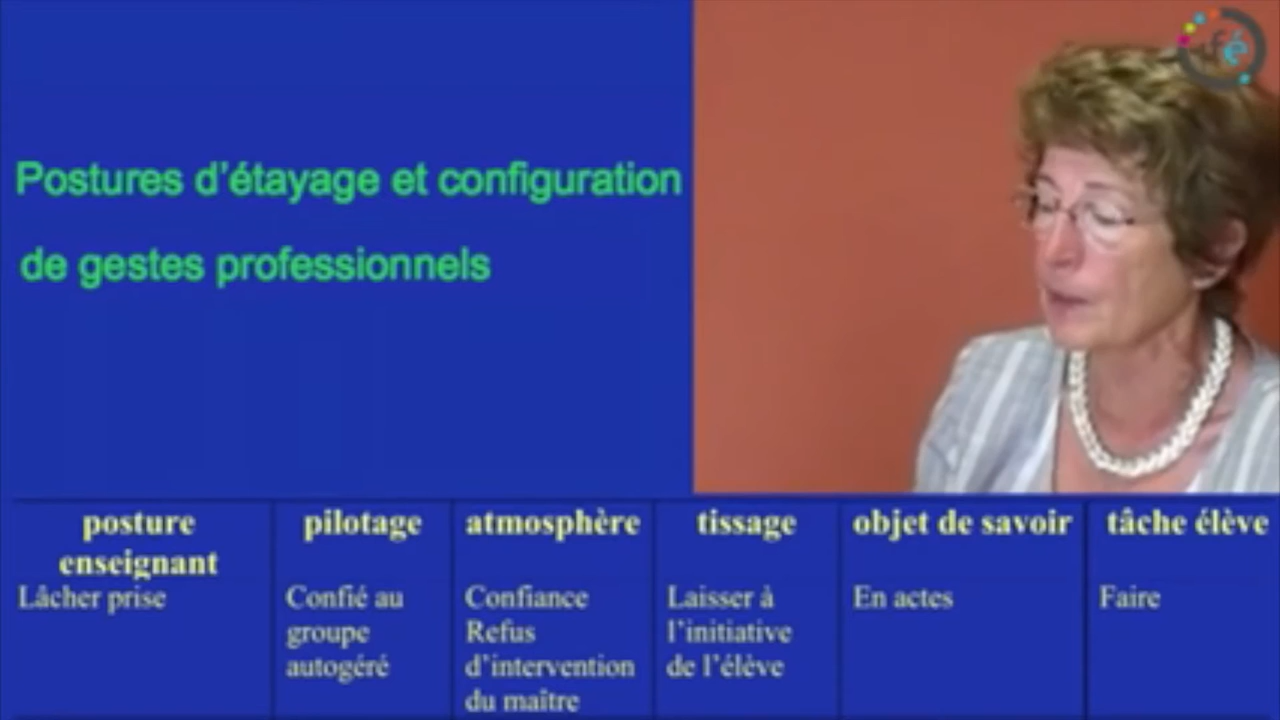 ifé
Postures d’étayage et configuration
de gestes professionnels
posture
enseignant
pilotage
atmosphère
tissage
objet de savoir
tâche élève
Lâcher prise
Confié au
groupe
autogéré
Confiance
Refus
d’intervention
du maître
Laisser à
l’initiative
de l’élève
En actes
Faire